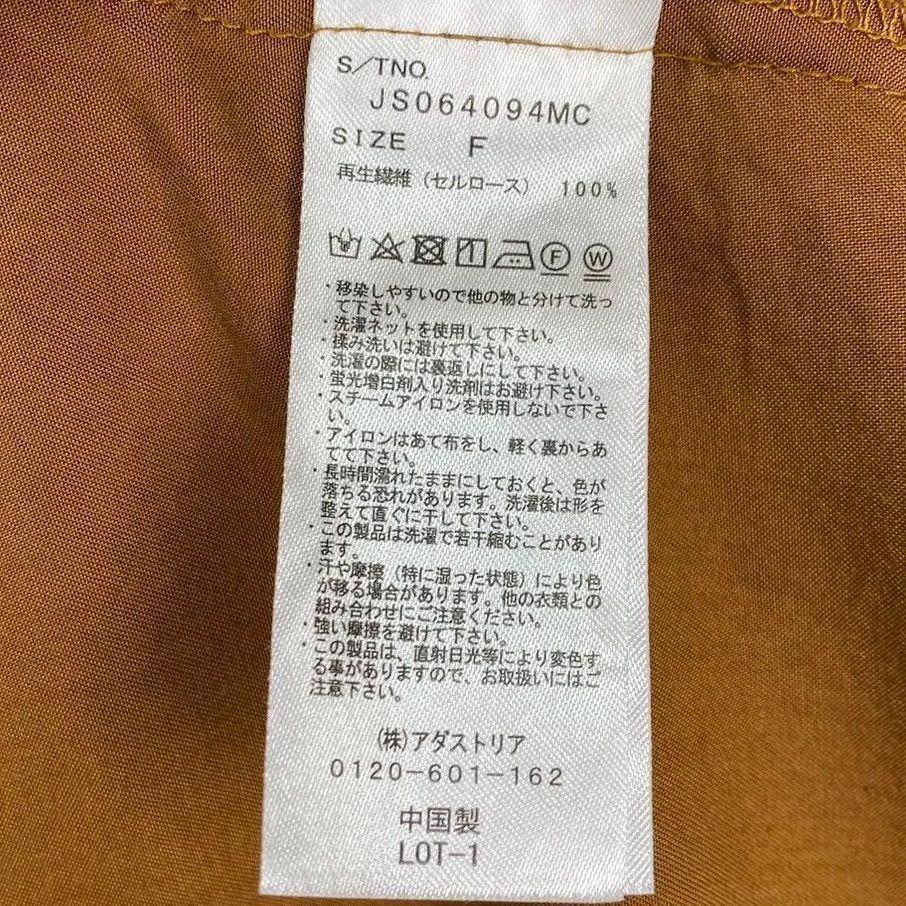 S/TNO.
JS064094MC
SIZE F
再生繊維（セルロース） 100%
F W
・移染しやすいので他の物と分けて洗っ
て下さい。
・洗濯ネットを使用して下さい。
・揉み洗いは避けて下さい。
・洗濯の際には裏返しにして下さい。
・蛍光増白剤入り洗剤はお避け下さい。
・スチームアイロンを使用しないで下さ
い。
・アイロンはあて布をし、軽く裏からあ
てて下さい。
・長時間濡れたままにしておくと、色が
落ちる恐れがあります。洗濯後は形を
整えて直ぐに干して下さい。
・この製品は洗濯で若干縮むことがあり
ます。
・汗や摩擦（特に湿った状態）により色
が移る場合があります。他の衣類との
組み合わせにご注意ください。
・強い摩擦を避けて下さい。
・この製品は、直射日光等により変色す
る事がありますので、お取扱いにはご
注意下さい。
(株)アダストリア
0120-601-162
中国製
LOT-1